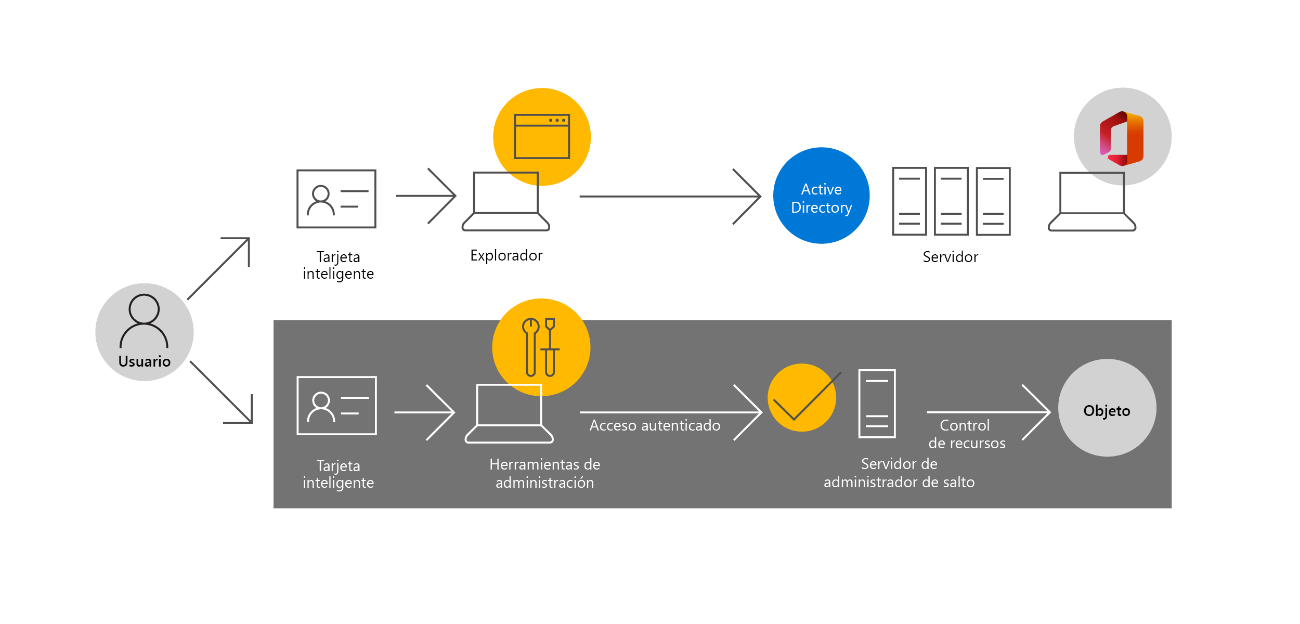 Usuario
Tarjeta
inteligente
Explorador
Active
Directory
Servidor
Tarjeta
inteligente
Herramientas de
administración
Acceso autenticado
Servidor de
administrador de salto
Control
de recursos
Objeto